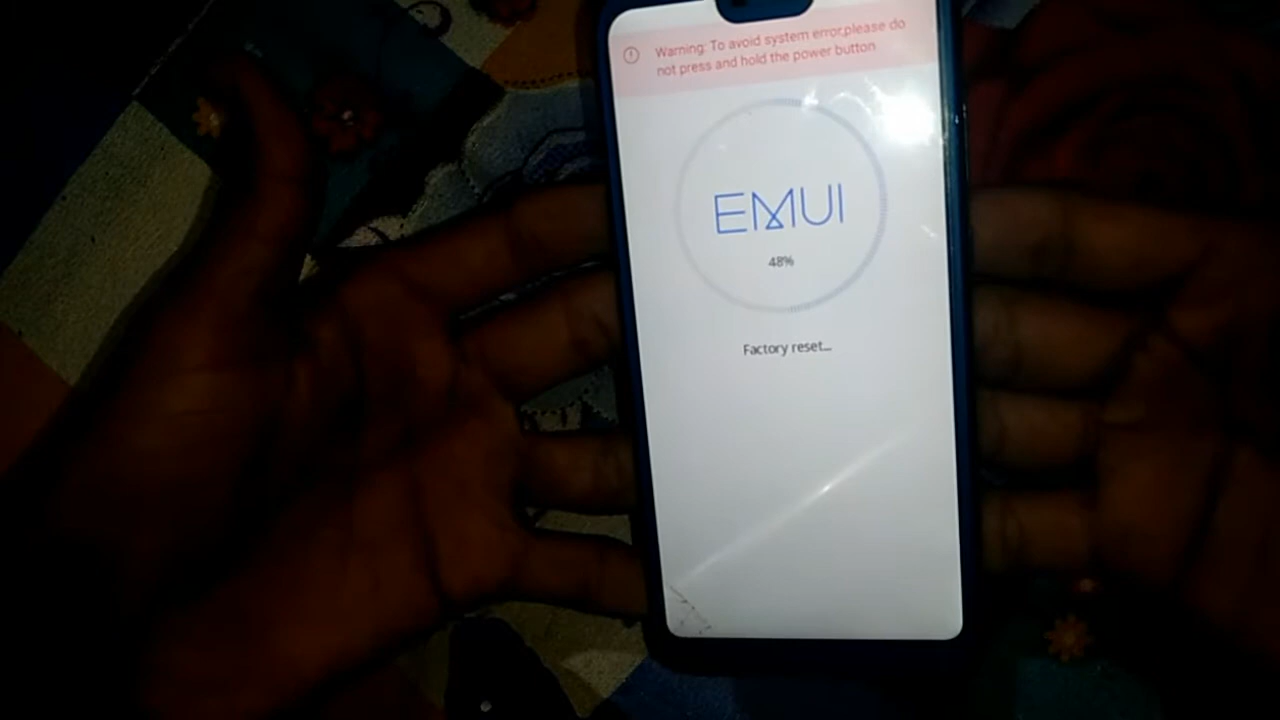 Warning: To avoid system error,please do
not press and hold the power button
EMUI
48%
Factory reset...